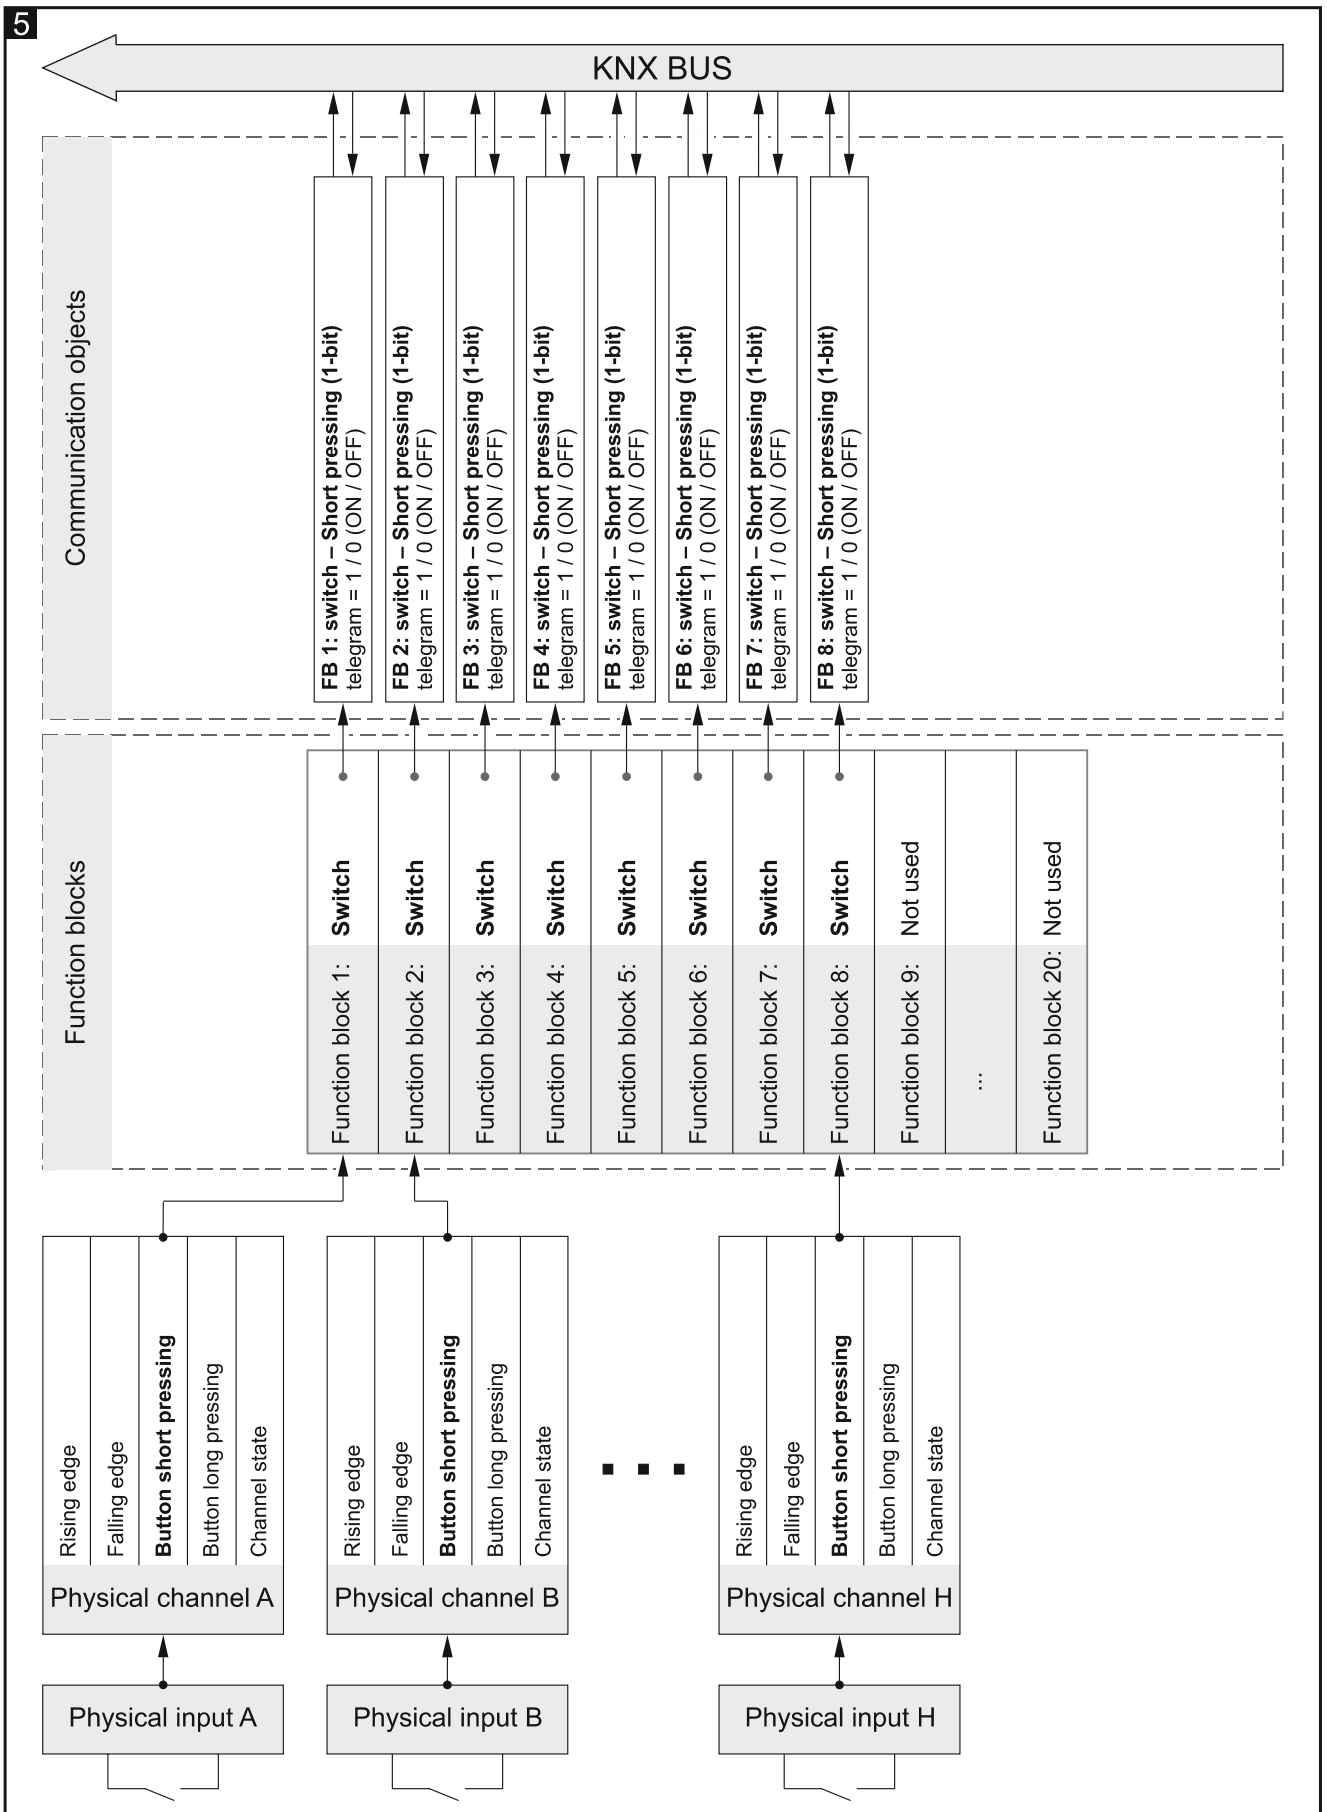 5
KNX BUS
Communication objects
FB 1: switch – Short pressing (1-bit)
telegram = 1 / 0 (ON / OFF)
FB 2: switch – Short pressing (1-bit)
telegram = 1 / 0 (ON / OFF)
FB 3: switch – Short pressing (1-bit)
telegram = 1 / 0 (ON / OFF)
FB 4: switch – Short pressing (1-bit)
telegram = 1 / 0 (ON / OFF)
FB 5: switch – Short pressing (1-bit)
telegram = 1 / 0 (ON / OFF)
FB 6: switch – Short pressing (1-bit)
telegram = 1 / 0 (ON / OFF)
FB 7: switch – Short pressing (1-bit)
telegram = 1 / 0 (ON / OFF)
FB 8: switch – Short pressing (1-bit)
telegram = 1 / 0 (ON / OFF)
Function blocks
Function block 1: Switch
Function block 2: Switch
Function block 3: Switch
Function block 4: Switch
Function block 5: Switch
Function block 6: Switch
Function block 7: Switch
Function block 8: Switch
Function block 9: Not used
...
Function block 20: Not used
Rising edge
Falling edge
Button short pressing
Button long pressing
Channel state
Physical channel A
Physical input A
Rising edge
Falling edge
Button short pressing
Button long pressing
Channel state
Physical channel B
Physical input B
Rising edge
Falling edge
Button short pressing
Button long pressing
Channel state
Physical channel H
Physical input H